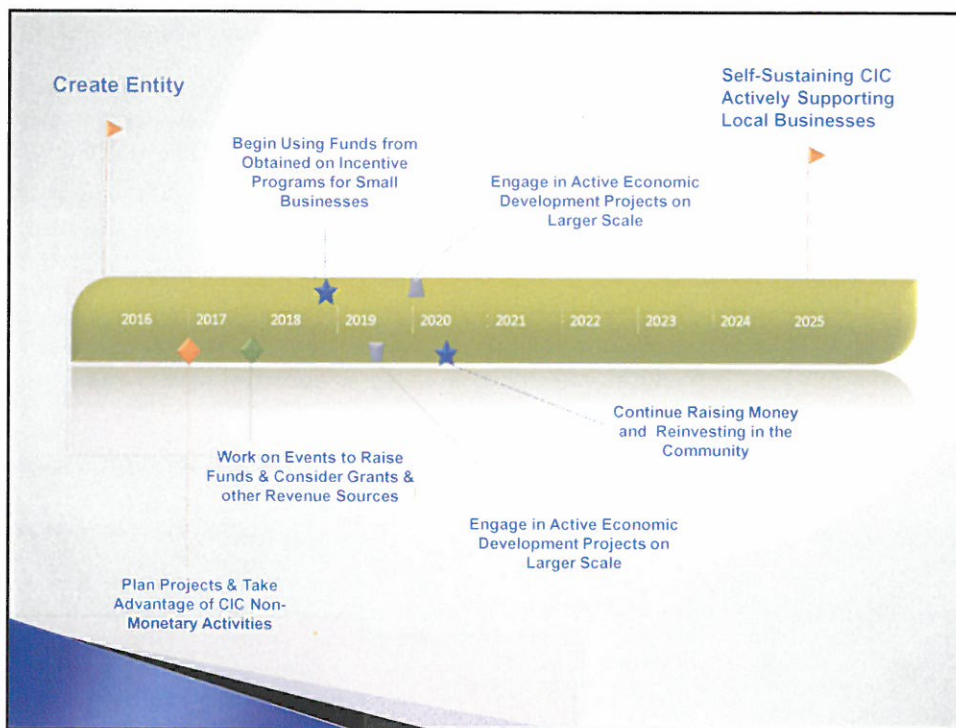 Create Entity
Self-Sustaining CIC
Actively Supporting
Local Businesses
Begin Using Funds from
Obtained on Incentive
Programs for Small
Businesses
Engage in Active Economic
Development Projects on
Larger Scale
2016 2017 2018 2019 2020 2021 2022 2023 2024 2025
Continue Raising Money
and Reinvesting in the
Community
Work on Events to Raise
Funds & Consider Grants &
other Revenue Sources
Engage in Active Economic
Development Projects on
Larger Scale
Plan Projects & Take
Advantage of CIC Non-
Monetary Activities